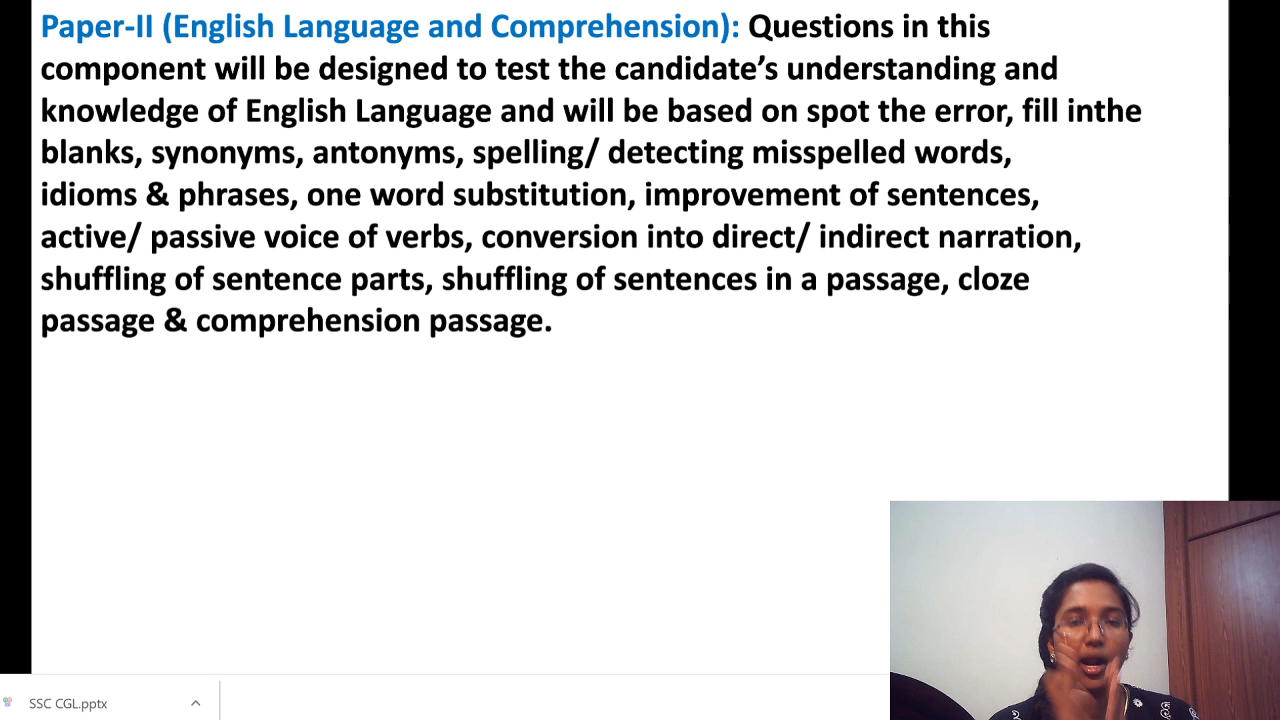 Paper-II (English Language and Comprehension): Questions in this
component will be designed to test the candidate’s understanding and
knowledge of English Language and will be based on spot the error, fill inthe
blanks, synonyms, antonyms, spelling/ detecting misspelled words,
idioms & phrases, one word substitution, improvement of sentences,
active/ passive voice of verbs, conversion into direct/ indirect narration,
shuffling of sentence parts, shuffling of sentences in a passage, cloze
passage & comprehension passage.
SSC CGL.pptx